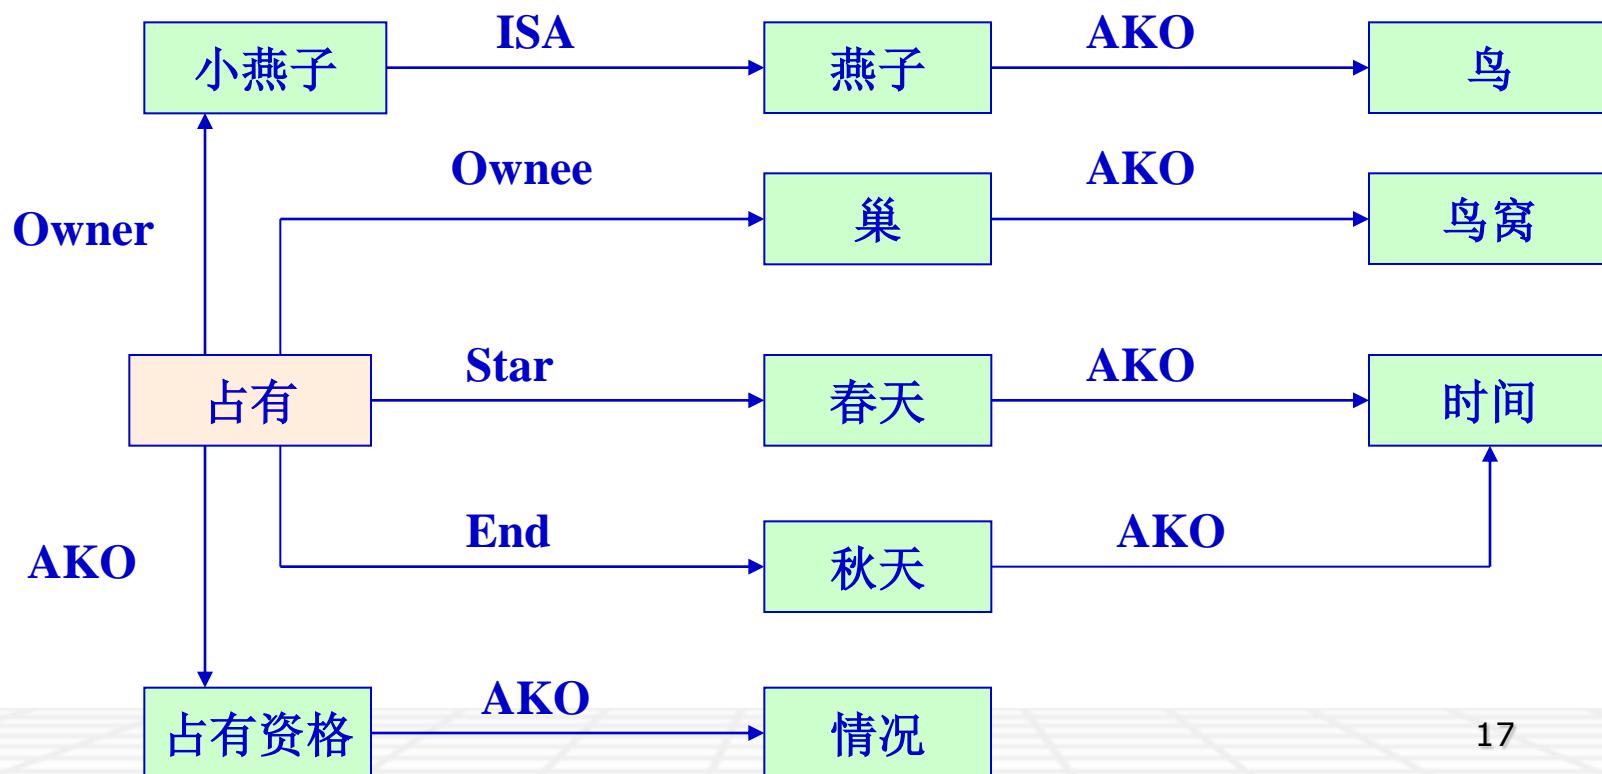 ISA
AKO
小燕子
燕子
鸟
Ownee
AKO
Owner
巢
鸟窝
Star
AKO
占有
春天
时间
End
AKO
AKO
秋天
AKO
占有资格
情况
17